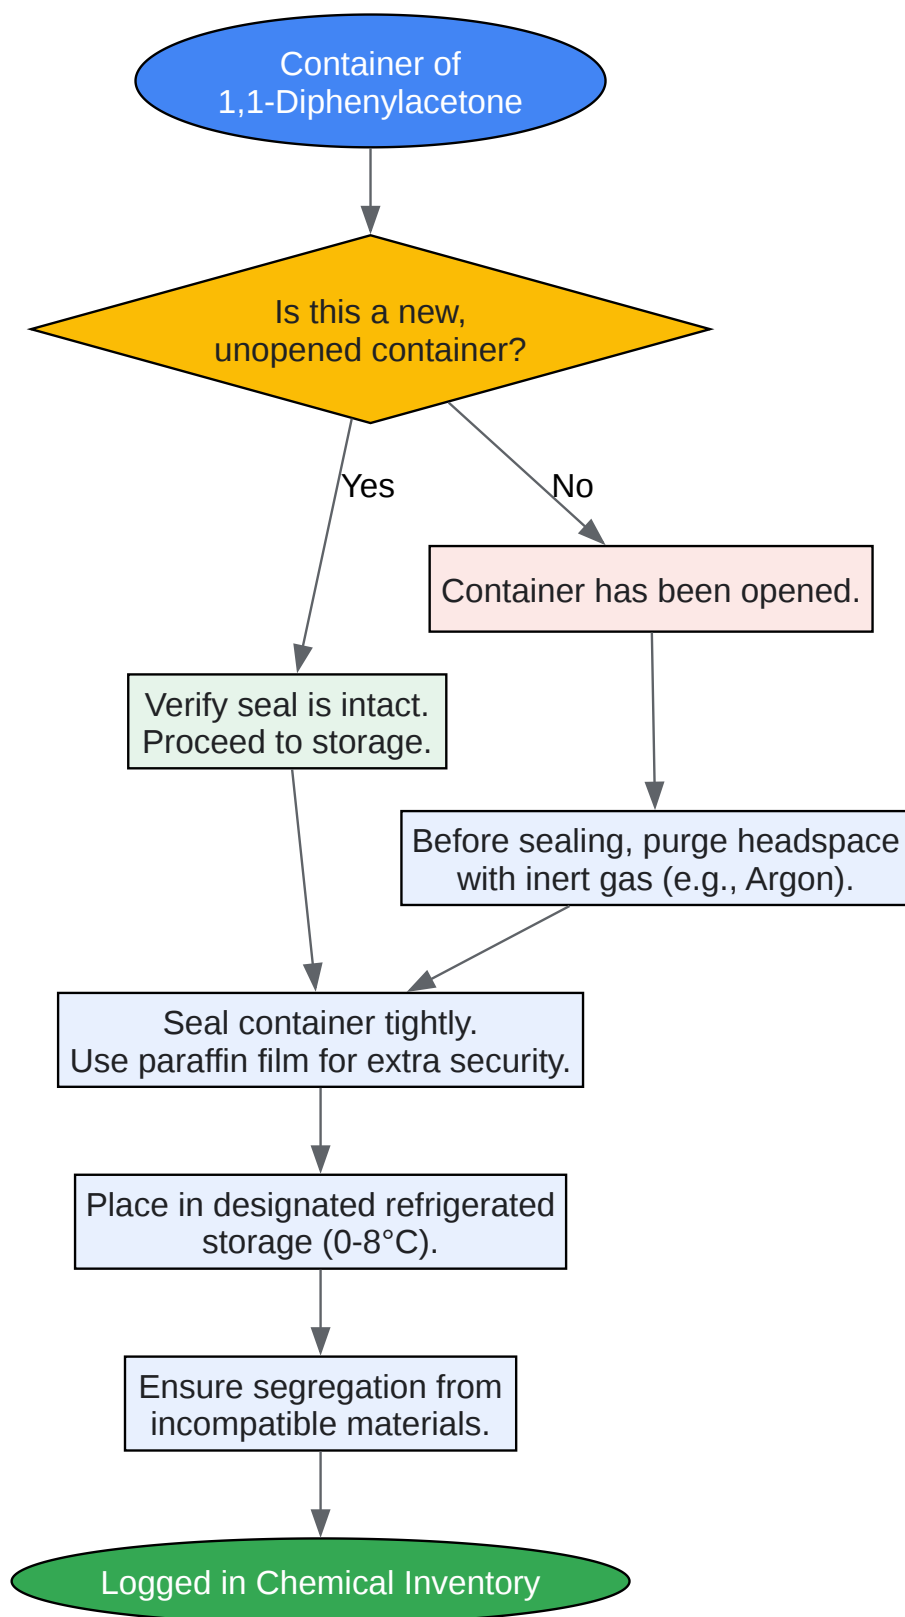 Container of
1,1-Diphenylacetone
Is this a new,
unopened container?
Yes
No
Container has been opened.
Verify seal is intact.
Proceed to storage.
Before sealing, purge headspace
with inert gas (e.g., Argon).
Seal container tightly.
Use paraffin film for extra security.
Place in designated refrigerated
storage (0-8°C).
Ensure segregation from
incompatible materials.
Logged in Chemical Inventory